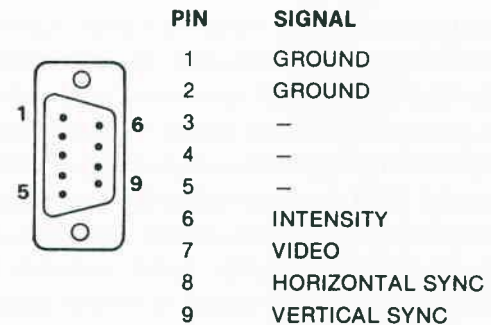 PIN SIGNAL
1 GROUND
2 GROUND
3 –
4 –
5 –
6 INTENSITY
7 VIDEO
8 HORIZONTAL SYNC
9 VERTICAL SYNC
1 6
5 9